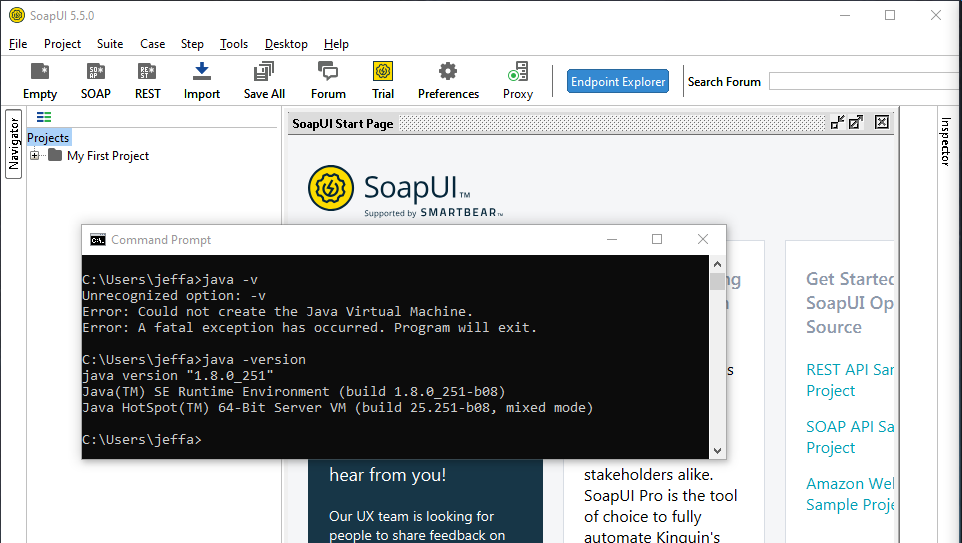 SoapUI 5.5.0
File Project Suite Case Step Tools Desktop Help
SO AP
RE ST
Empty SOAP REST Import Save All Forum Trial Preferences Proxy
Endpoint Explorer
Search Forum
Navigator
Projects
My First Project
SoapUI Start Page
Inspector
SoapUI™
Supported by SMARTBEAR™
C:\.
Command Prompt
C:\Users\jeffa>java -v
Unrecognized option: -v
Error: Could not create the Java Virtual Machine.
Error: A fatal exception has occurred. Program will exit.
C:\Users\jeffa>java -version
java version "1.8.0_251"
Java(TM) SE Runtime Environment (build 1.8.0_251-b08)
Java HotSpot(TM) 64-Bit Server VM (build 25.251-b08, mixed mode)
C:\Users\jeffa>
hear from you!
Our UX team is looking for
people to share feedback on
stakeholders alike.
SoapUI Pro is the tool
of choice to fully
automate Kinguin's
Get Started
SoapUI Op
Source
REST API Sar
Project
SOAP API Sa
Project
Amazon Wel
Sample Proje